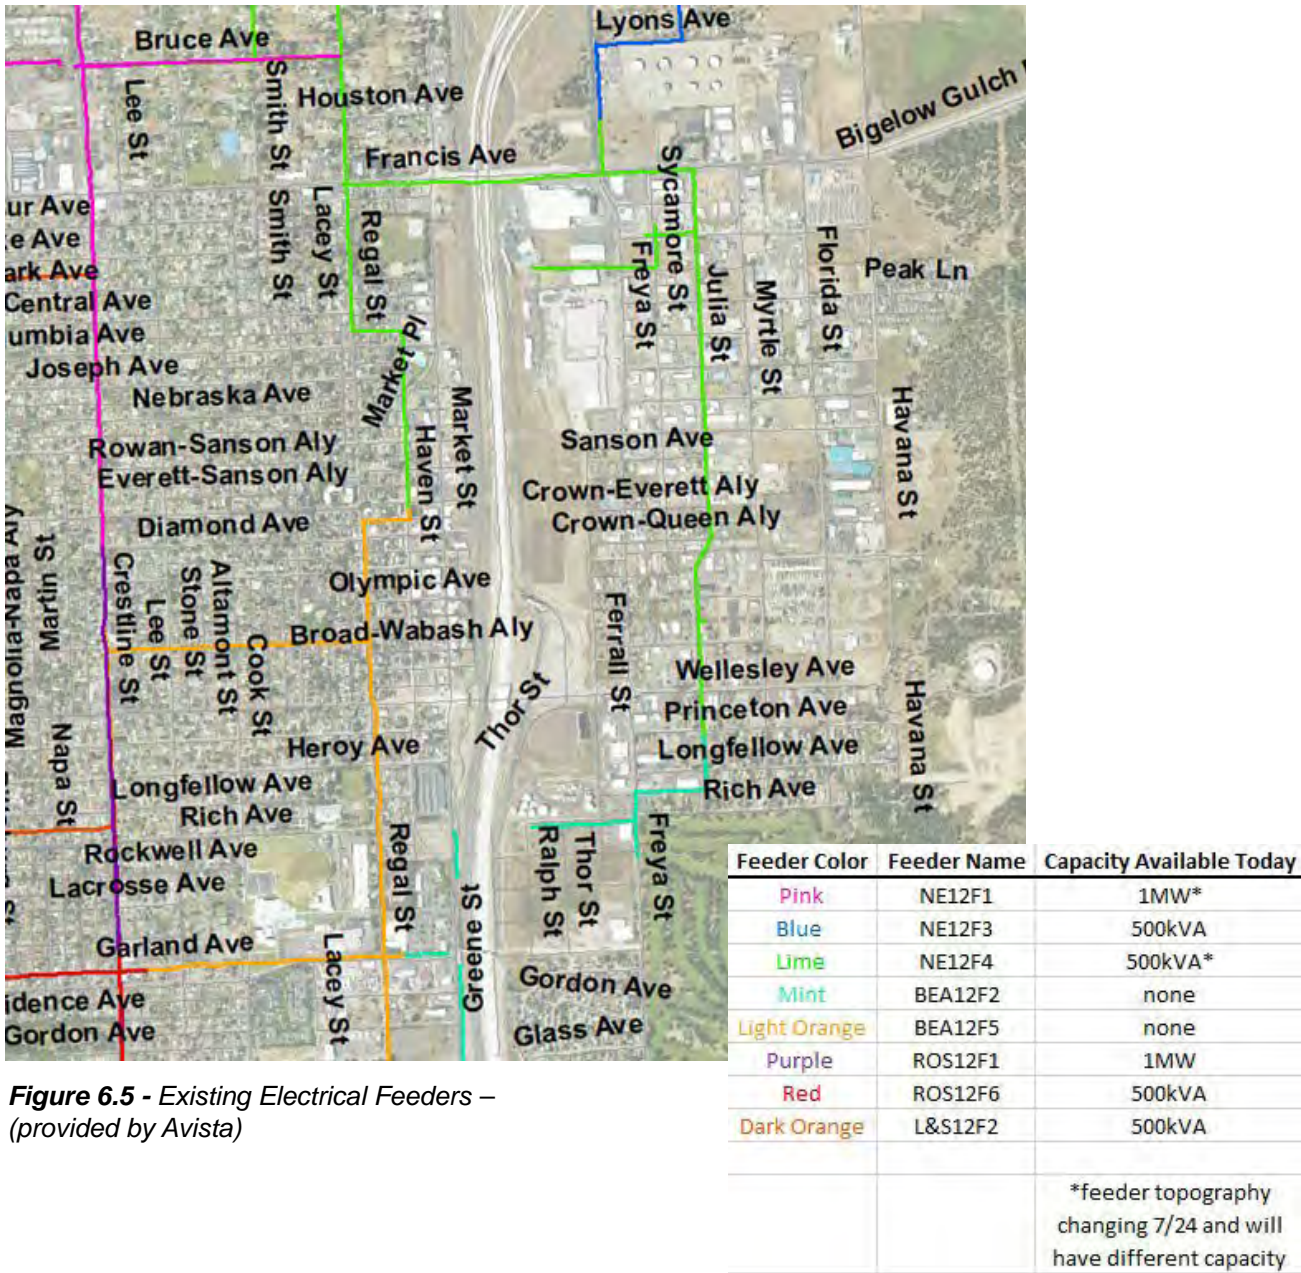 Lyons Ave
Bruce Ave
Lee St
Smith St
Houston Ave
Bigelow Gulch
Francis Ave
Sycamore St
ur Ave
Smith St
Lacey St
Regal St
e Ave
Freya St
Florida St
ark Ave
Peak Ln
Julia St
Myrtle St
Central Ave
umbia Ave
Market Pl
Joseph Ave
Nebraska Ave
Market St
Havana St
Rowan-Sanson Aly
Haven St
Sanson Ave
Everett-Sanson Aly
Crown-Everett Aly
Diamond Ave
Crown-Queen Aly
Magnolia-Napa Aly
Martin St
Crestline St
Lee St
Stone St
Altamont St
Olympic Ave
Ferrall St
Cook St
Broad-Wabash Aly
Wellesley Ave
Thor St
Havana St
Princeton Ave
Napa St
Heroy Ave
Longfellow Ave
Longfellow Ave
Rich Ave
Rich Ave
Regal St
Ralph St
Thor St
Freya St
Rockwell Ave
Lacrosse Ave
Greene St
Garland Ave
Lacey St
Gordon Ave
idence Ave
Gordon Ave
Glass Ave
Feeder Color Feeder Name Capacity Available Today
Pink NE12F1 1MW*
Blue NE12F3 500kVA
Lime NE12F4 500kVA*
Mint BEA12F2 none
Light Orange BEA12F5 none
Purple ROS12F1 1MW
Red ROS12F6 500kVA
Dark Orange L&S12F2 500kVA
*feeder topography
changing 7/24 and will
have different capacity
Figure 6.5 - Existing Electrical Feeders –
(provided by Avista)